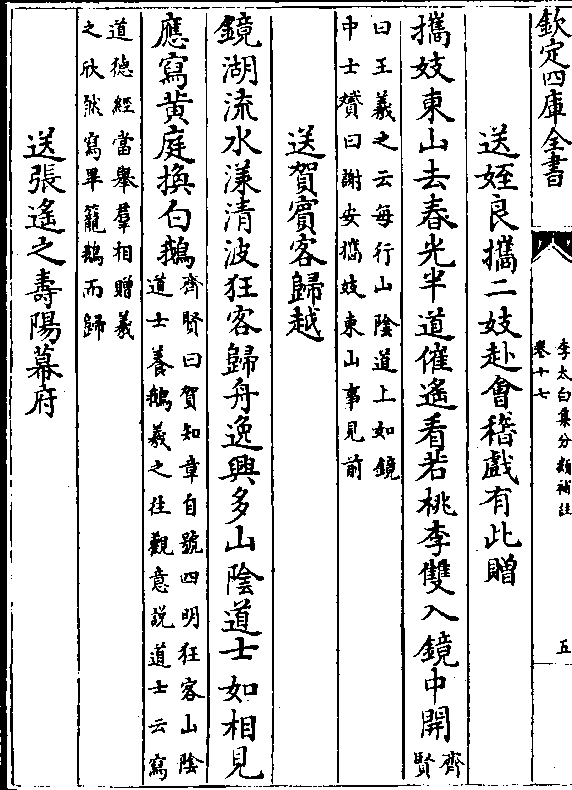 欽定四庫全書
李太白集分類補註
卷十七
五
送姪良攜二妓赴會稽戲有此贈
攜妓東山去春光半道催遙看若桃李雙入鏡中開齊
賢
曰王羲之云每行山陰道上如鏡
中士贇曰謝安攜妓東山事見前
送賀賓客歸越
鏡湖流水漾清波狂客歸舟逸興多山陰道士如相見
應寫黃庭換白鵝齊賢曰賀知章自號四明狂客山陰
道士養鵝羲之往觀意説道士云寫
道德經當舉羣相贈羲
之欣然寫畢籠鵝而歸
送張遙之壽陽幕府